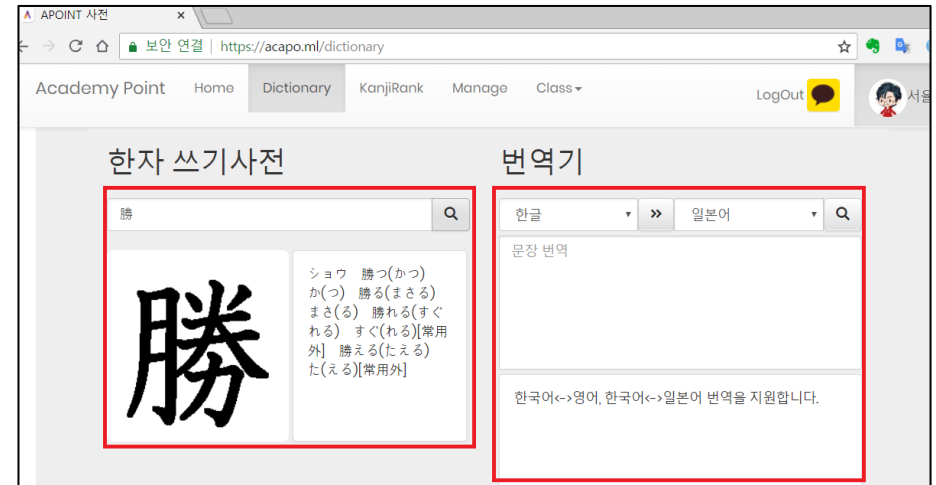 APOINT 사전
보안 연결 | https://acapo.ml/dictionary
Academy Point Home Dictionary KanjiRank Manage Class LogOut
한자 쓰기사전
勝
勝
ショウ 勝つ(かつ)
か(つ) 勝る(まさる)
まさ(る) 勝れる(すぐ
れる) すぐ(れる)[常用
外] 勝える(たえる)
た(える)[常用外]
번역기
한글 » 일본어
문장 번역
한국어<->영어, 한국어<->일본어 번역을 지원합니다.